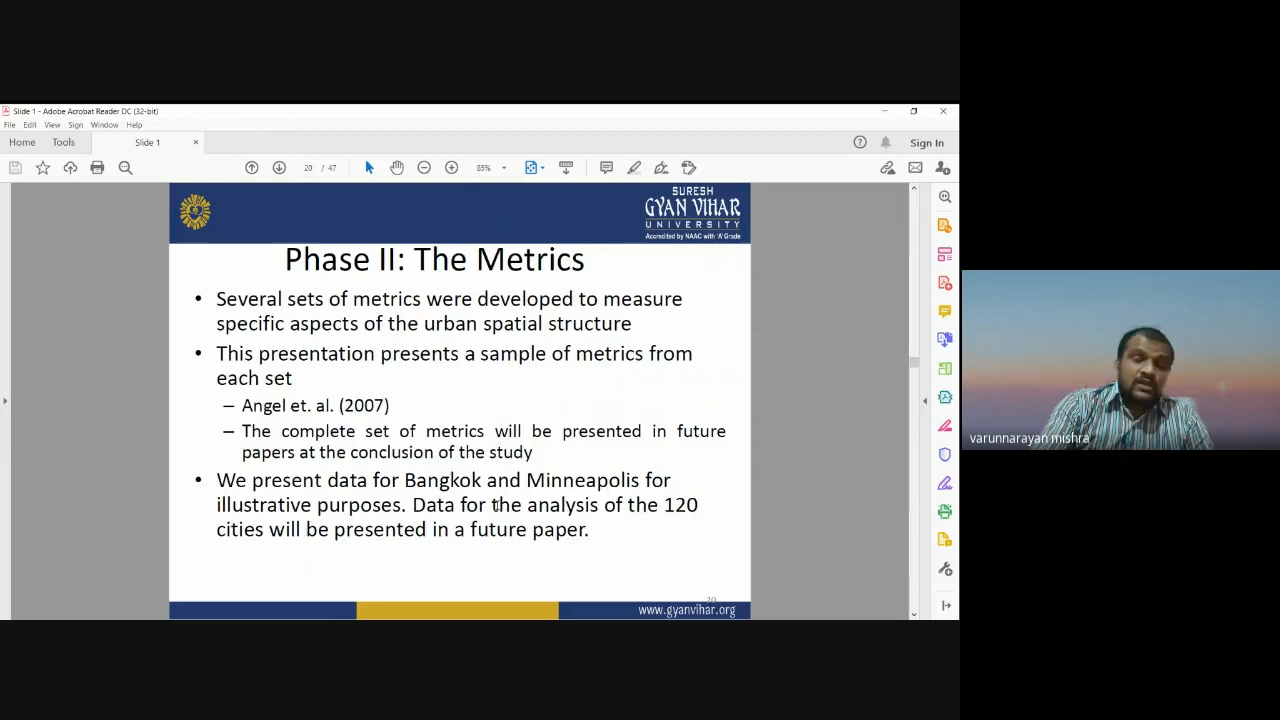 Slide 1 - Adobe Acrobat Reader DC (32-bit)
File Edit View Sign Window Help
Home Tools Slide 1 × Sign In
20 / 47 85%
SURESH
GYAN VIHAR
UNIVERSITY
Accredited by NAAC with 'A' Grade
Phase II: The Metrics
• Several sets of metrics were developed to measure
specific aspects of the urban spatial structure
• This presentation presents a sample of metrics from
each set
– Angel et. al. (2007)
– The complete set of metrics will be presented in future
papers at the conclusion of the study
• We present data for Bangkok and Minneapolis for
illustrative purposes. Data for the analysis of the 120
cities will be presented in a future paper.
20
www.gyanvihar.org
varunnarayan mishra